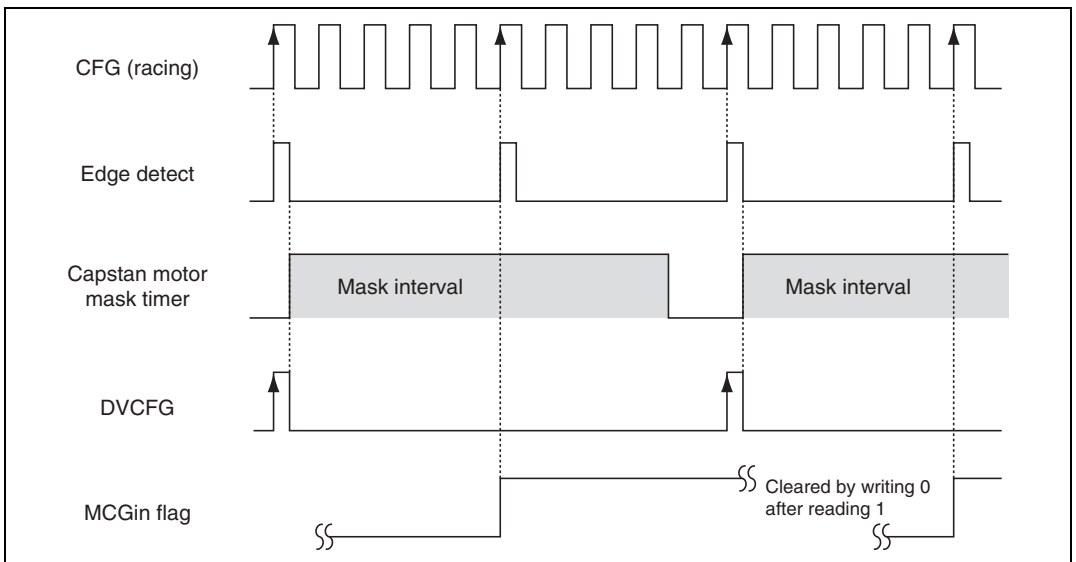 CFG (racing)
Edge detect
Capstan motor
mask timer
Mask interval
Mask interval
DVCFG
MCGin flag
Cleared by writing 0
after reading 1